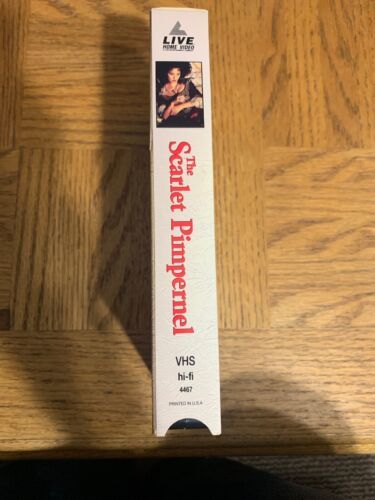 LIVE
HOME VIDEO
The
Scarlet Pimpernel
VHS
hi-fi
4467
PRINTED IN U.S.A.